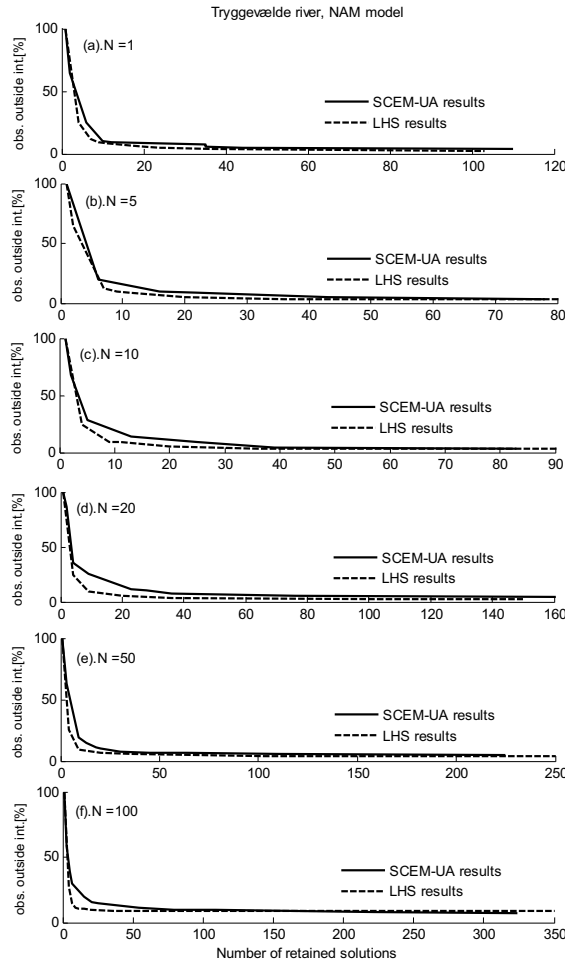 Tryggevælde river, NAM model
100
(a).N =1
obs. outside int.[%]
50
SCEM-UA results
LHS results
0
0 20 40 60 80 100 120
100
(b).N =5
obs. outside int.[%]
50
SCEM-UA results
LHS results
0
0 10 20 30 40 50 60 70 80
100
(c).N =10
obs. outside int.[%]
50
SCEM-UA results
LHS results
0
0 10 20 30 40 50 60 70 80 90
100
(d).N =20
obs. outside int.[%]
50
SCEM-UA results
LHS results
0
0 20 40 60 80 100 120 140 160
100
(e).N =50
obs. outside int.[%]
50
SCEM-UA results
LHS results
0
0 50 100 150 200 250
100
(f).N =100
obs. outside int.[%]
50
SCEM-UA results
LHS results
0
0 50 100 150 200 250 300 350
Number of retained solutions